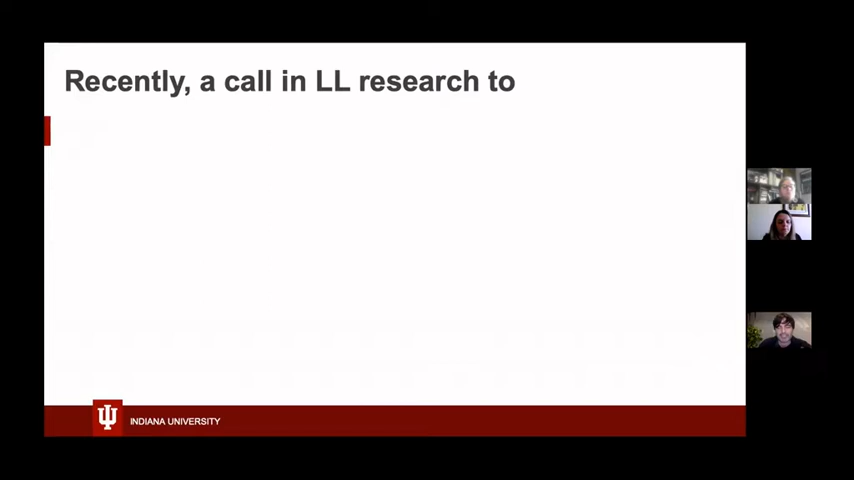 Recently, a call in LL research to
INDIANA UNIVERSITY